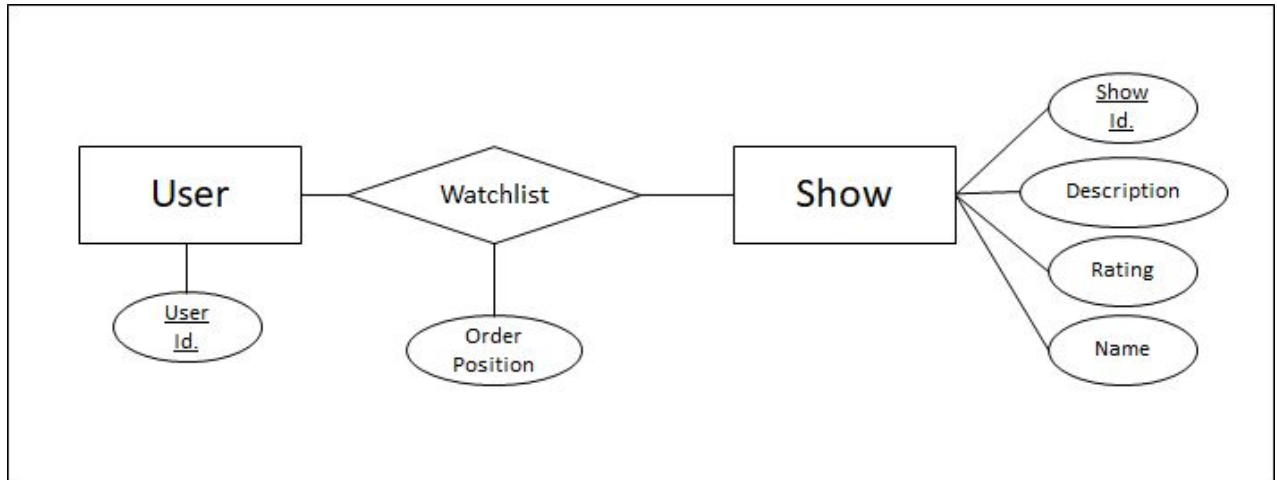 User
User
Id.
Watchlist
Order
Position
Show
Show
Id.
Description
Rating
Name